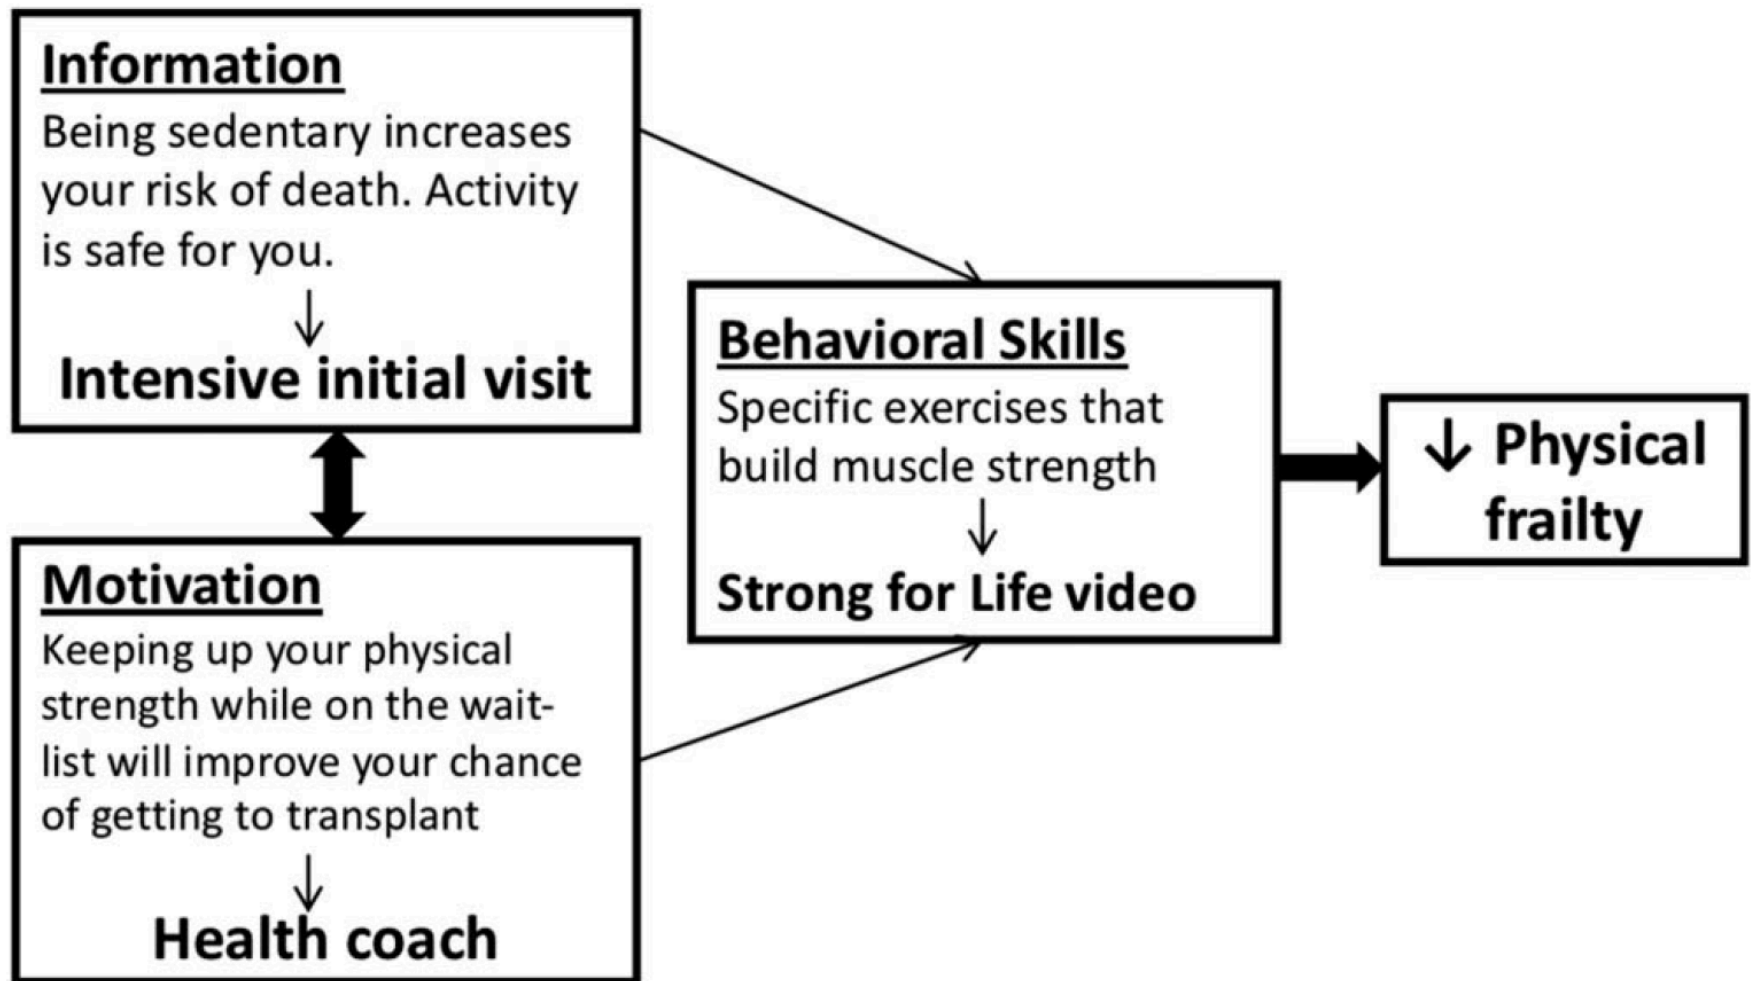 Information
Being sedentary increases
your risk of death. Activity
is safe for you.
↓
Intensive initial visit
Motivation
Keeping up your physical
strength while on the wait-
list will improve your chance
of getting to transplant
↓
Health coach
Behavioral Skills
Specific exercises that
build muscle strength
↓
Strong for Life video
↓ Physical
frailty